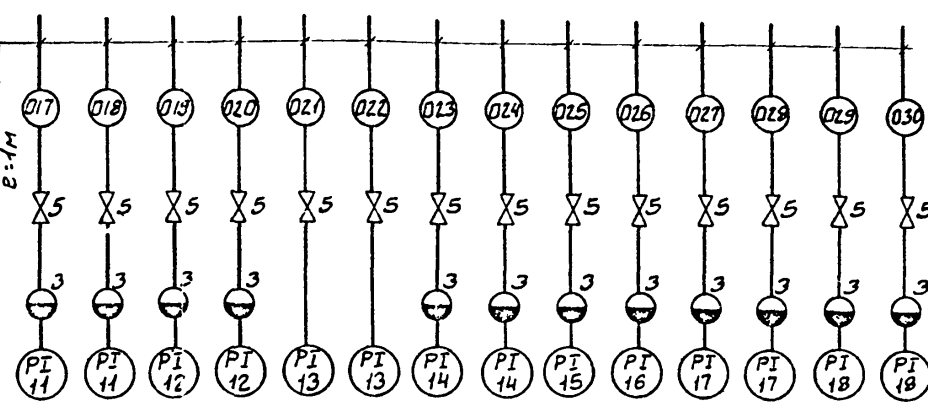 017 018 019 020 021 022 023 024 025 026 027 028 029 030
ℓ=1м
5 5 5 5 5 5 5 5 5 5 5 5 5 5
3 3 3 3 3 3 3 3 3 3 3 3
PI PI PI PI PI PI PI PI PI PI PI PI PI PI
11 11 12 12 13 13 14 14 15 16 17 17 18 18